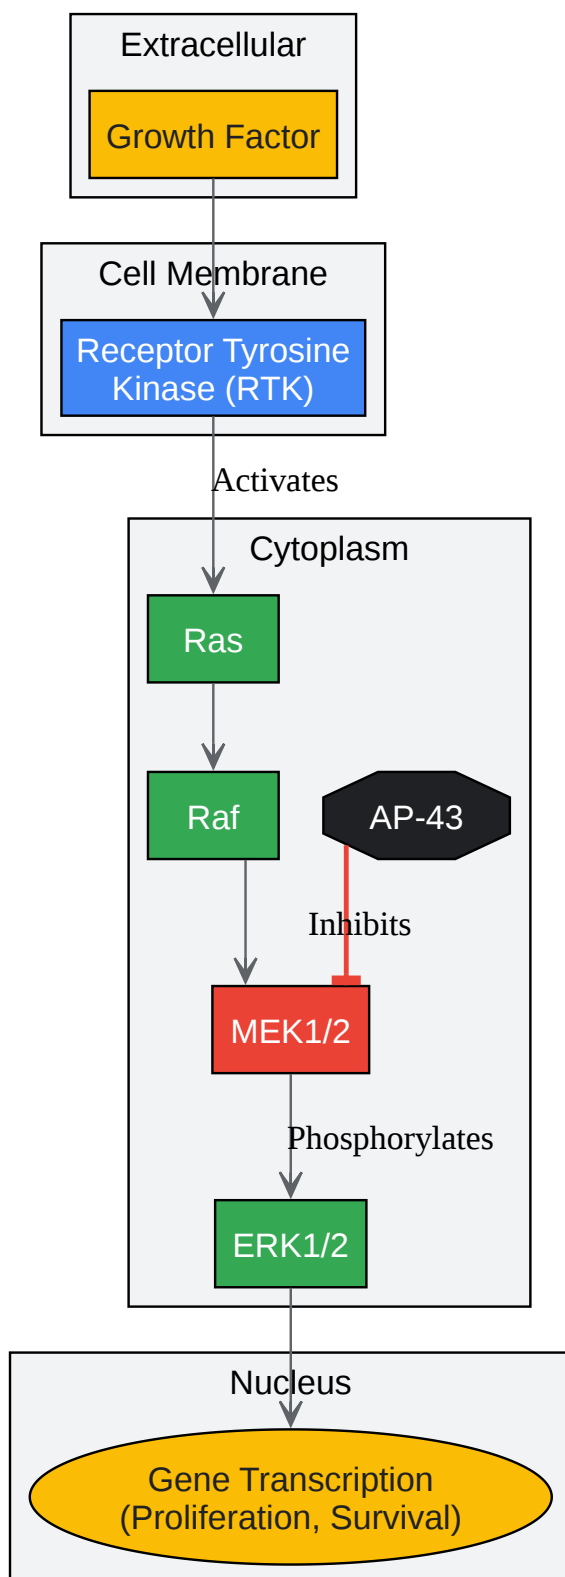 Extracellular
Growth Factor
Cell Membrane
Receptor Tyrosine
Kinase (RTK)
Activates
Cytoplasm
Ras
Raf
AP-43
Inhibits
MEK1/2
Phosphorylates
ERK1/2
Nucleus
Gene Transcription
(Proliferation, Survival)